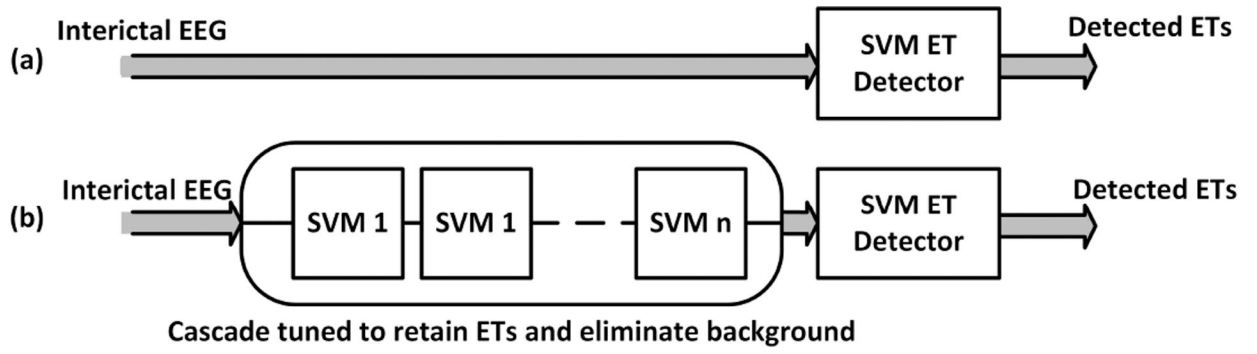 Interictal EEG
Detected ETs
(a)
SVM ET
Detector
Interictal EEG
Detected ETs
(b)
SVM 1
SVM 1
SVM n
SVM ET
Detector
Cascade tuned to retain ETs and eliminate background